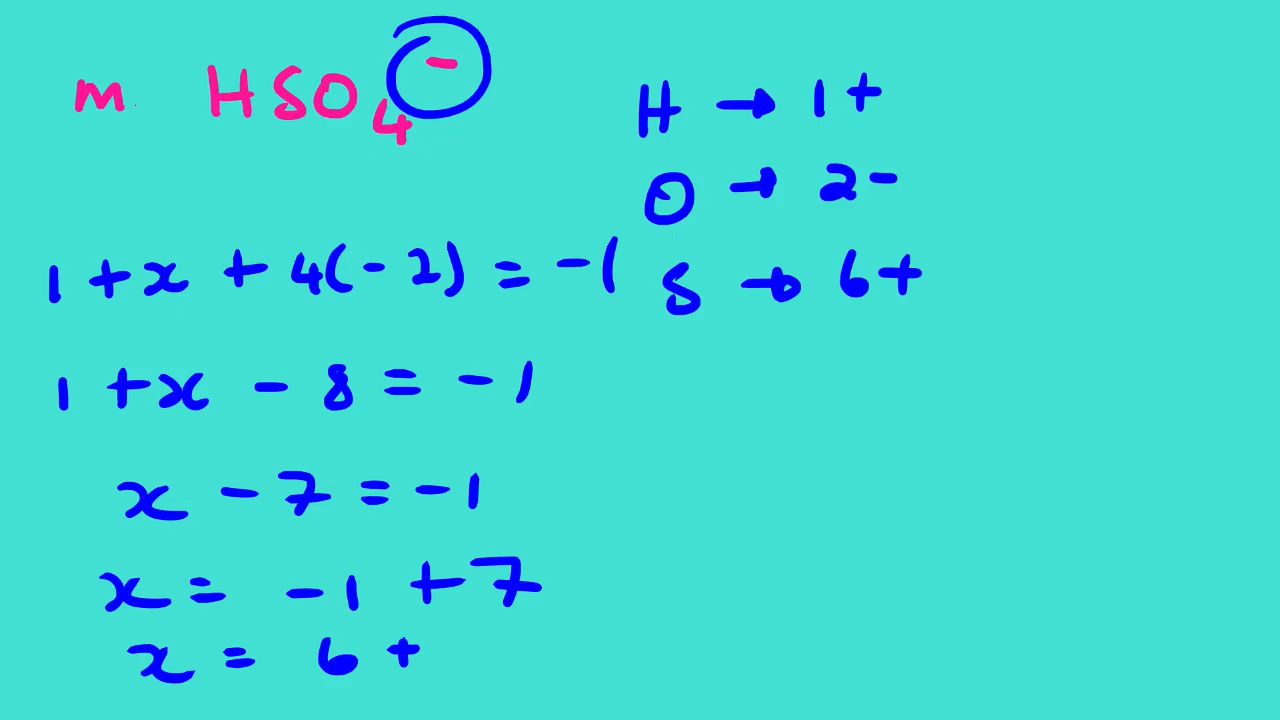 m. HSO₄⁻
H → 1+
O → 2-
S → 6+
1 + x + 4(-2) = -1
1 + x - 8 = -1
x - 7 = -1
x = -1 + 7
x = 6+